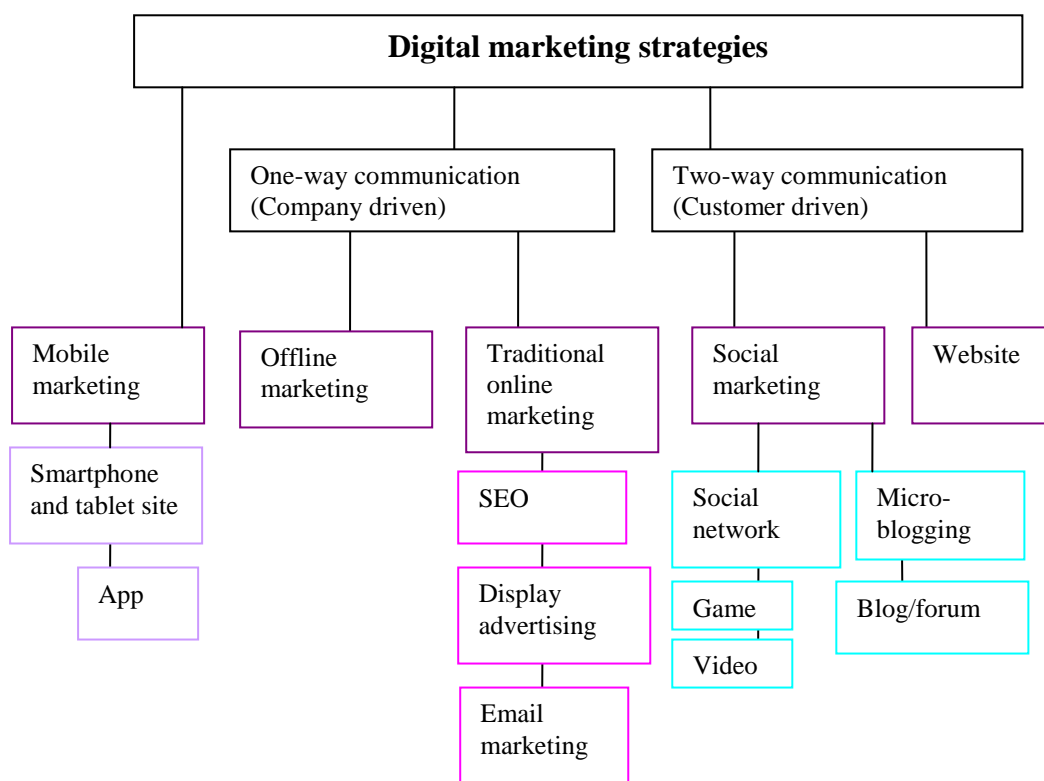 Digital marketing strategies
One-way communication
(Company driven)
Two-way communication
(Customer driven)
Mobile
marketing
Offline
marketing
Traditional
online
marketing
Social
marketing
Website
Smartphone
and tablet site
App
SEO
Display
advertising
Email
marketing
Social
network
Game
Video
Micro-
blogging
Blog/forum